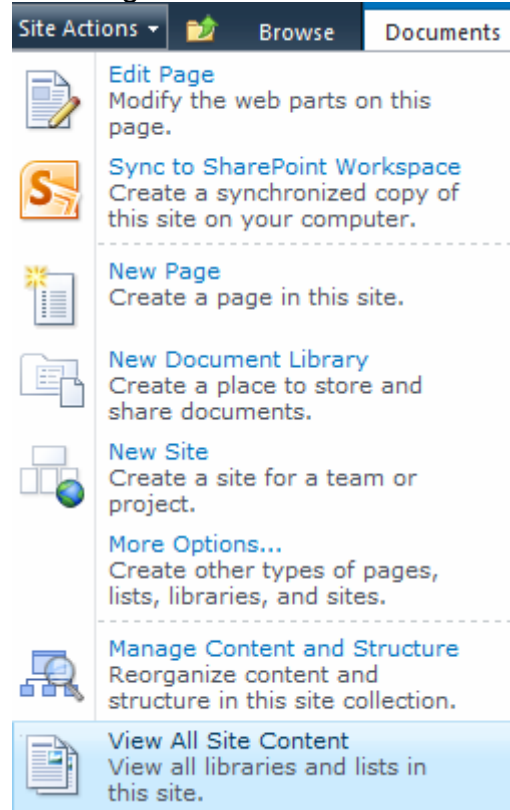 Site Actions Browse Documents
Edit Page
Modify the web parts on this
page.
Sync to SharePoint Workspace
Create a synchronized copy of
this site on your computer.
New Page
Create a page in this site.
New Document Library
Create a place to store and
share documents.
New Site
Create a site for a team or
project.
More Options...
Create other types of pages,
lists, libraries, and sites.
Manage Content and Structure
Reorganize content and
structure in this site collection.
View All Site Content
View all libraries and lists in
this site.